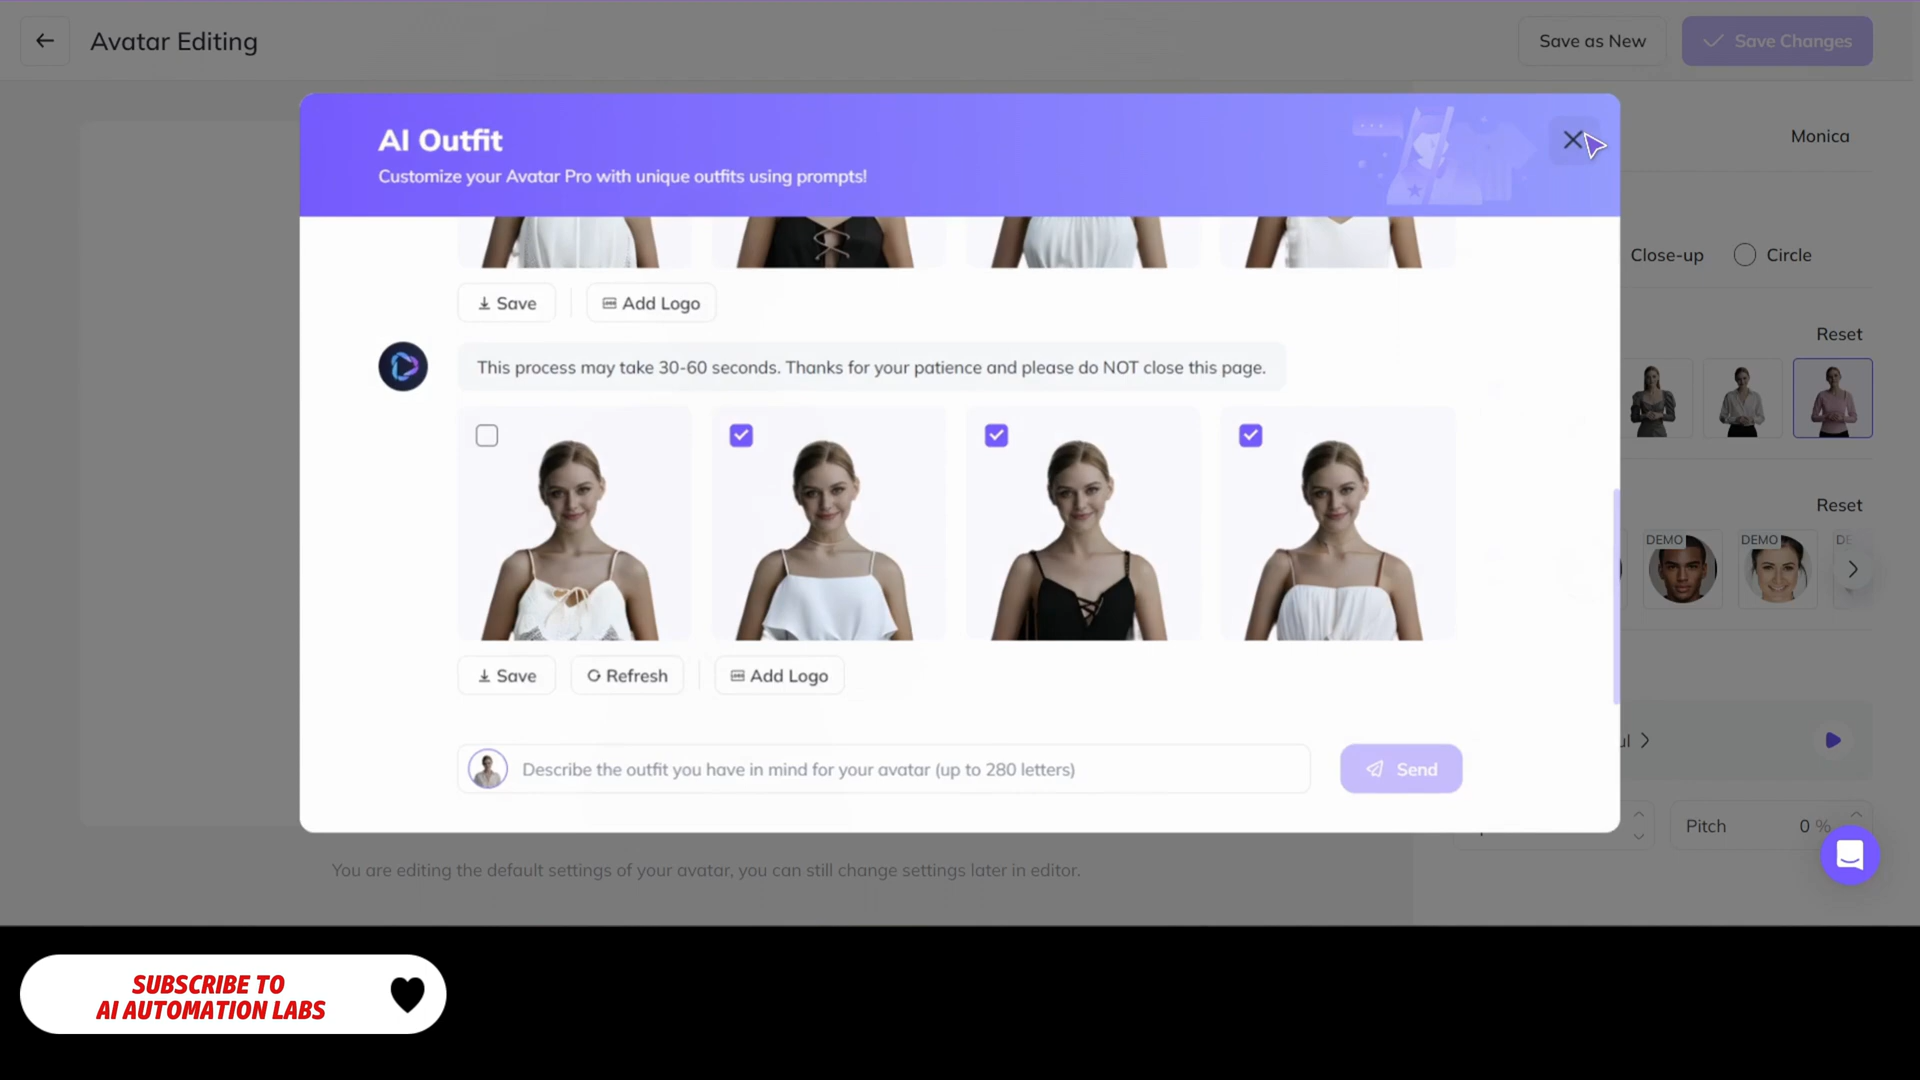 Avatar Editing
Save as New
Save Changes
AI Outfit
Customize your Avatar Pro with unique outfits using prompts!
Monica
Close-up
Circle
Save
Add Logo
Reset
This process may take 30-60 seconds. Thanks for your patience and please do NOT close this page.
Reset
DEMO
DEMO
Save
Refresh
Add Logo
Describe the outfit you have in mind for your avatar (up to 280 letters)
Send
Pitch
0 %
You are editing the default settings of your avatar, you can still change settings later in editor.
SUBSCRIBE TO
AI AUTOMATION LABS